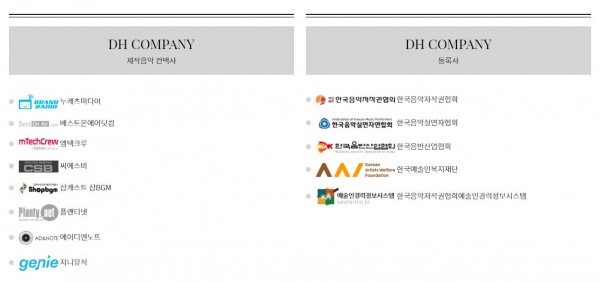 DH COMPANY
제작음악 컨택사
BRAND RADIO 누캐츠미디어
BestONAIR.com 베스트온에어닷컴
mTechCrew 엠택크루
CSB 씨에스비
Shopbgm 샵캐스트 샵BGM
Planty.net 플랜티넷
AD&NOTE 에이디앤노트
genie 지니뮤직
DH COMPANY
등록사
한국음악저작권협회 한국음악저작권협회
Federation of Korean Music Performers
한국음악실연자연합회 한국음악실연자협회
한국음반산업협회 한국음반산업협회
Korean
Artists Welfare
Foundation 한국예술인복지재단
예술인경력정보시스템 한국음악저작권협회예술인경력정보시스템